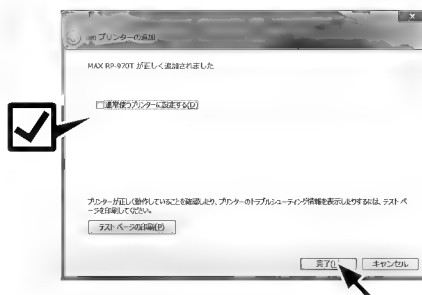 プリンターの追加
MAX RP-970T が正しく追加されました
通常使うプリンターに設定する(D)
プリンターが正しく動作していることを確認したり、プリンターのトラブルシューティング情報を表示したりするには、テスト ペ
ージを印刷してください。
テスト ページの印刷(P)
完了(
キャンセル